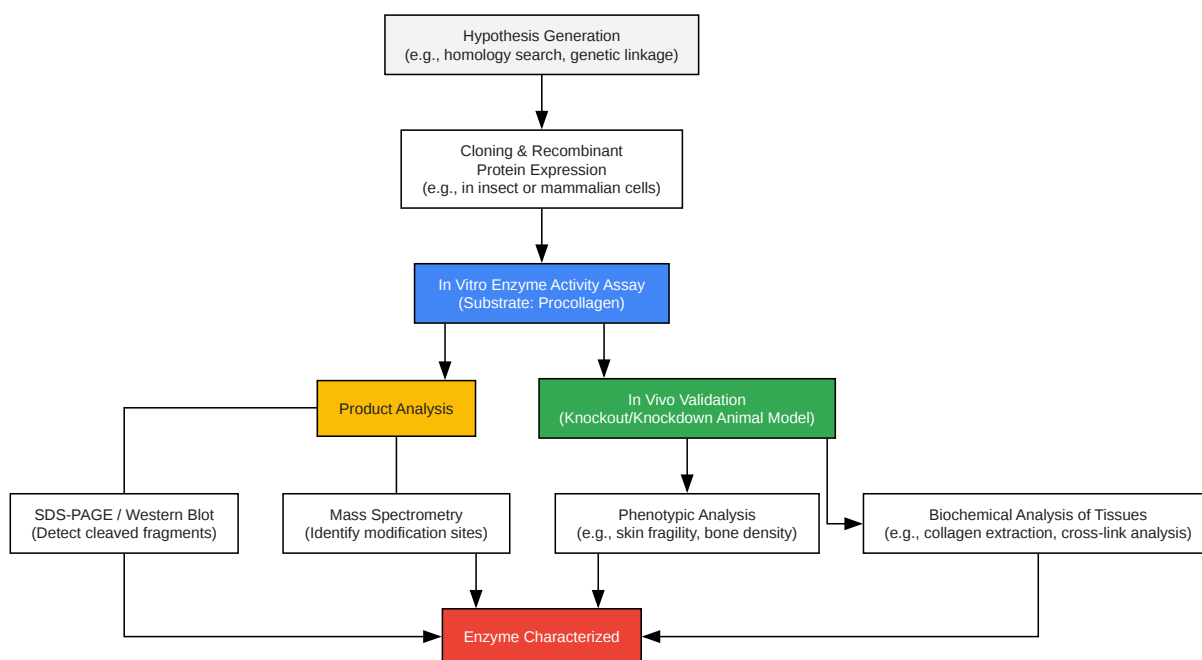 Hypothesis Generation
(e.g., homology search, genetic linkage)
Cloning & Recombinant
Protein Expression
(e.g., in insect or mammalian cells)
In Vitro Enzyme Activity Assay
(Substrate: Procollagen)
Product Analysis
In Vivo Validation
(Knockout/Knockdown Animal Model)
SDS-PAGE / Western Blot
(Detect cleaved fragments)
Mass Spectrometry
(Identify modification sites)
Phenotypic Analysis
(e.g., skin fragility, bone density)
Biochemical Analysis of Tissues
(e.g., collagen extraction, cross-link analysis)
Enzyme Characterized